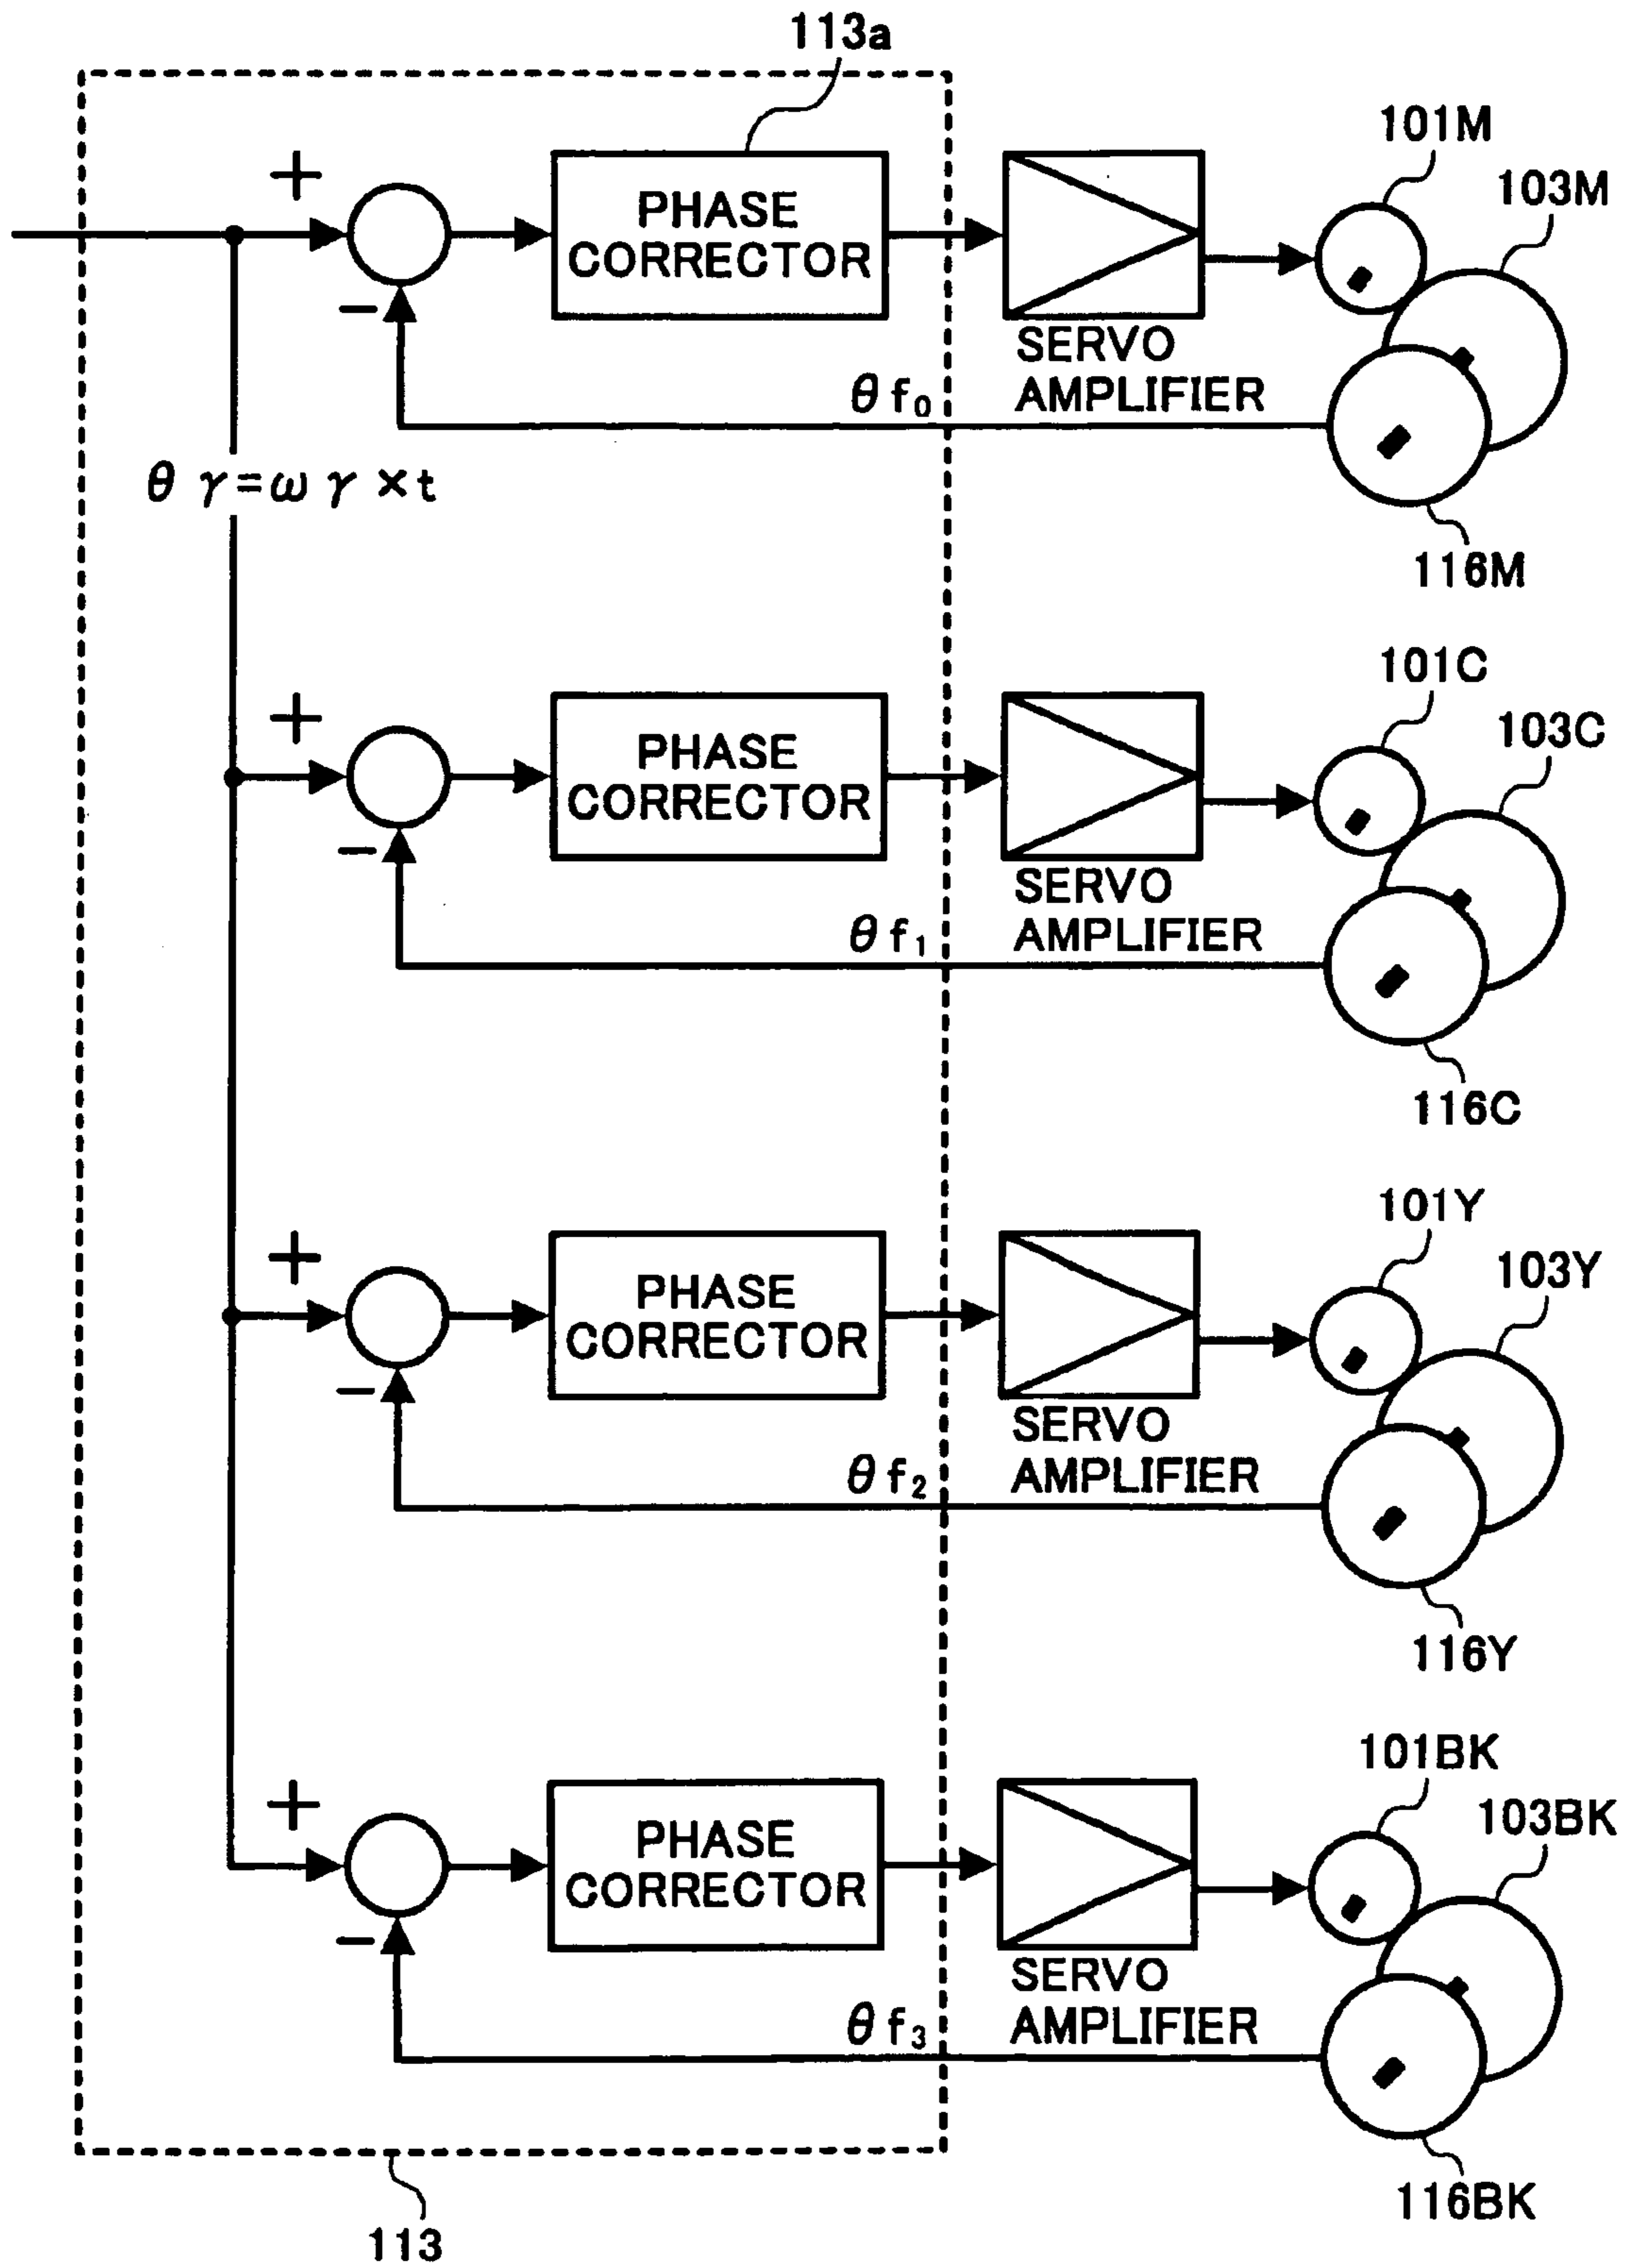 113a
101M
103M
+
PHASE
CORRECTOR
−
SERVO
AMPLIFIER
θf₀
θγ=ωγ×t
116M
101C
103C
+
PHASE
CORRECTOR
−
SERVO
AMPLIFIER
θf₁
116C
101Y
103Y
+
PHASE
CORRECTOR
−
SERVO
AMPLIFIER
θf₂
116Y
101BK
103BK
+
PHASE
CORRECTOR
−
SERVO
AMPLIFIER
θf₃
116BK
113